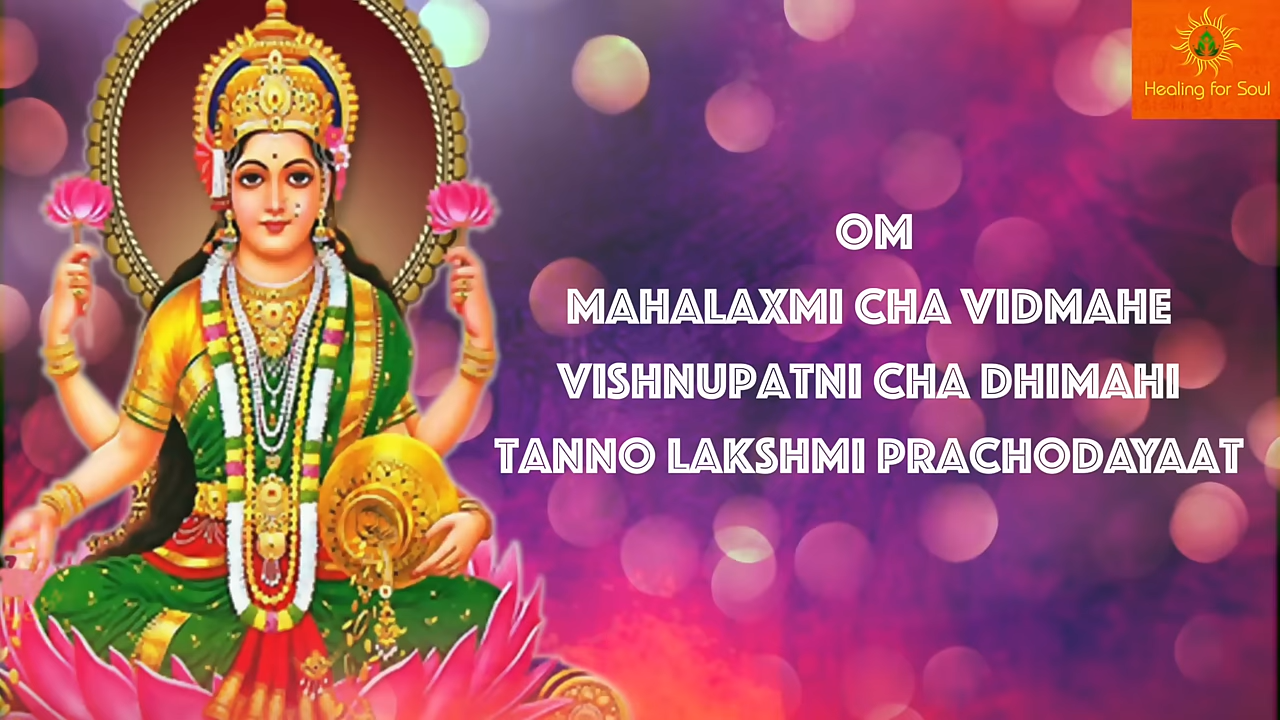 Healing for Soul
OM
MAHALAXMI CHA VIDMAHE
VISHNUPATNI CHA DHIMAHI
TANNO LAKSHMI PRACHODAYAAT